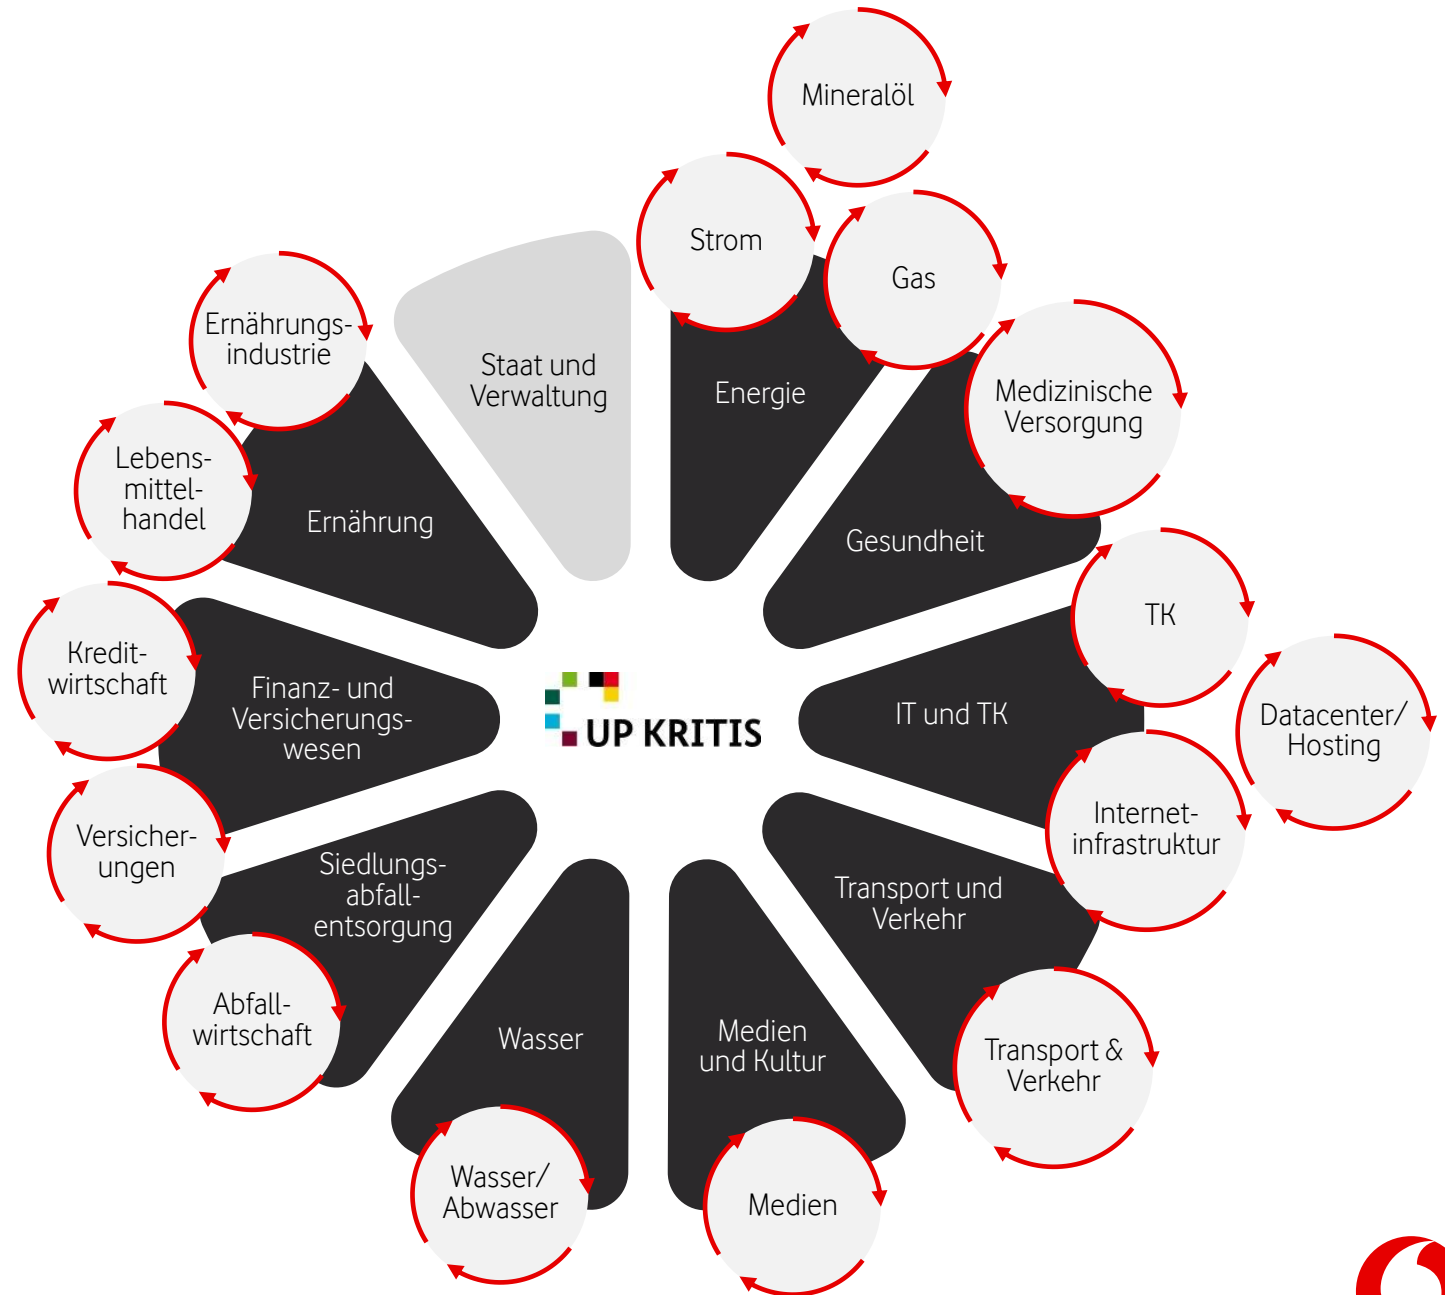 Mineralöl
Strom
Gas
Ernährungs-
industrie
Staat und
Verwaltung
Energie
Medizinische
Versorgung
Lebens-
mittel-
handel
Ernährung
Gesundheit
TK
Kredit-
wirtschaft
Finanz- und
Versicherungs-
wesen
UP KRITIS
IT und TK
Datacenter/
Hosting
Versicher-
ungen
Siedlungs-
abfall-
entsorgung
Transport und
Verkehr
Internet-
infrastruktur
Abfall-
wirtschaft
Wasser
Medien
und Kultur
Transport &
Verkehr
Wasser/
Abwasser
Medien